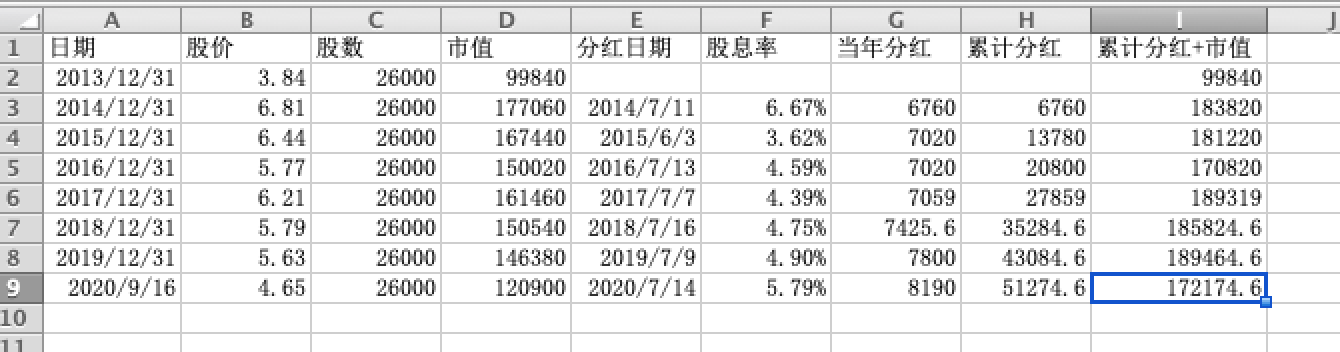 A B C D E F G H I J
1 日期 股价 股数 市值 分红日期 股息率 当年分红 累计分红 累计分红+市值
2 2013/12/31 3.84 26000 99840 99840
3 2014/12/31 6.81 26000 177060 2014/7/11 6.67% 6760 6760 183820
4 2015/12/31 6.44 26000 167440 2015/6/3 3.62% 7020 13780 181220
5 2016/12/31 5.77 26000 150020 2016/7/13 4.59% 7020 20800 170820
6 2017/12/31 6.21 26000 161460 2017/7/7 4.39% 7059 27859 189319
7 2018/12/31 5.79 26000 150540 2018/7/16 4.75% 7425.6 35284.6 185824.6
8 2019/12/31 5.63 26000 146380 2019/7/9 4.90% 7800 43084.6 189464.6
9 2020/9/16 4.65 26000 120900 2020/7/14 5.79% 8190 51274.6 172174.6
10
11